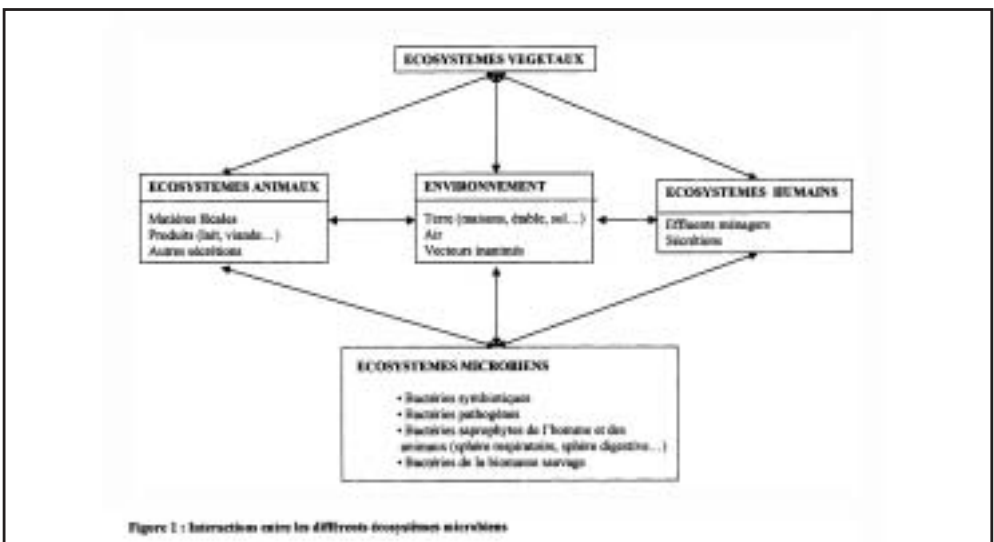 ECOSYSTEMES VEGETAUX
ECOSYSTEMES ANIMAUX
Matières fécales
Produits (lait, viande…)
Autres sécrétions
ENVIRONNEMENT
Terre (maisons, étable, sol…)
Air
Vecteurs inanimés
ECOSYSTEMES HUMAINS
Effluents ménagers
Sécrétions
ECOSYSTEMES MICROBIENS
• Bactéries symbiotiques
• Bactéries pathogènes
• Bactéries saprophytes de l'homme et des
animaux (sphère respiratoire, sphère digestive…)
• Bactéries de la biomasse sauvage
Figure 1 : Interactions entre les différents écosystèmes microbiens